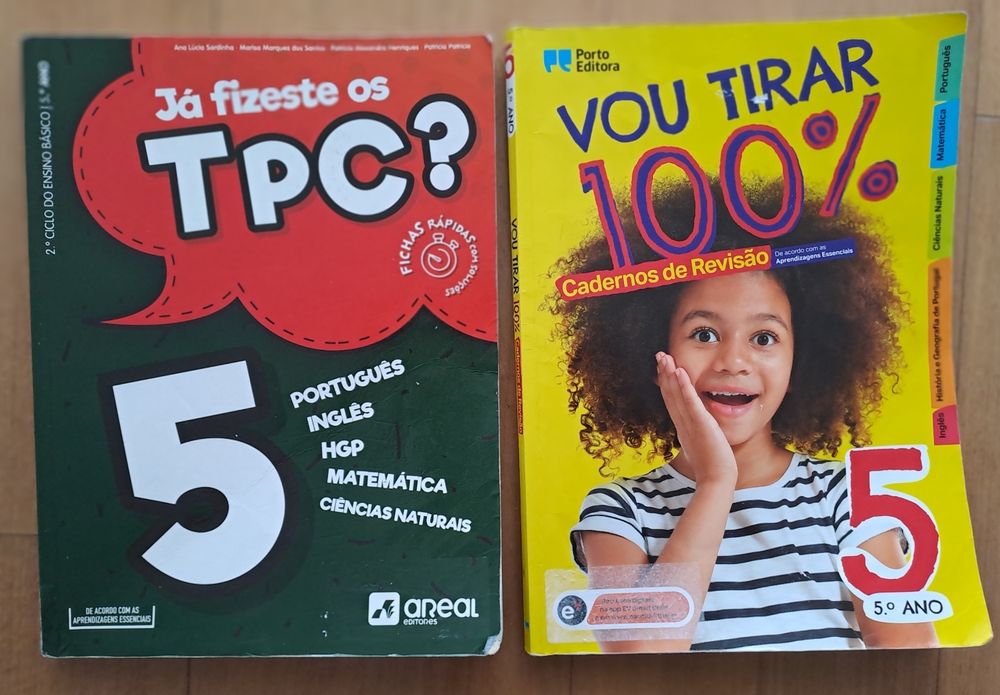 Ana Lúcia Sardinha · Marisa Marques dos Santos · Patrícia Alexandra Henriques · Patrícia Patrício
2.º CICLO DO ENSINO BÁSICO | 5.º ANO
Já fizeste os
TPC?
FICHAS RÁPIDAS COM SOLUÇÕES
5
PORTUGUÊS
INGLÊS
HGP
MATEMÁTICA
CIÊNCIAS NATURAIS
DE ACORDO COM AS
APRENDIZAGENS ESSENCIAIS
areal
EDITORES
5.º ANO
VOU TIRAR 100% Cadernos de Revisão
Porto
Editora
VOU TIRAR
100%
Cadernos de Revisão
De acordo com as
Aprendizagens Essenciais
Português
Matemática
Ciências Naturais
História e Geografia de Portugal
Inglês
5
5.º ANO
e